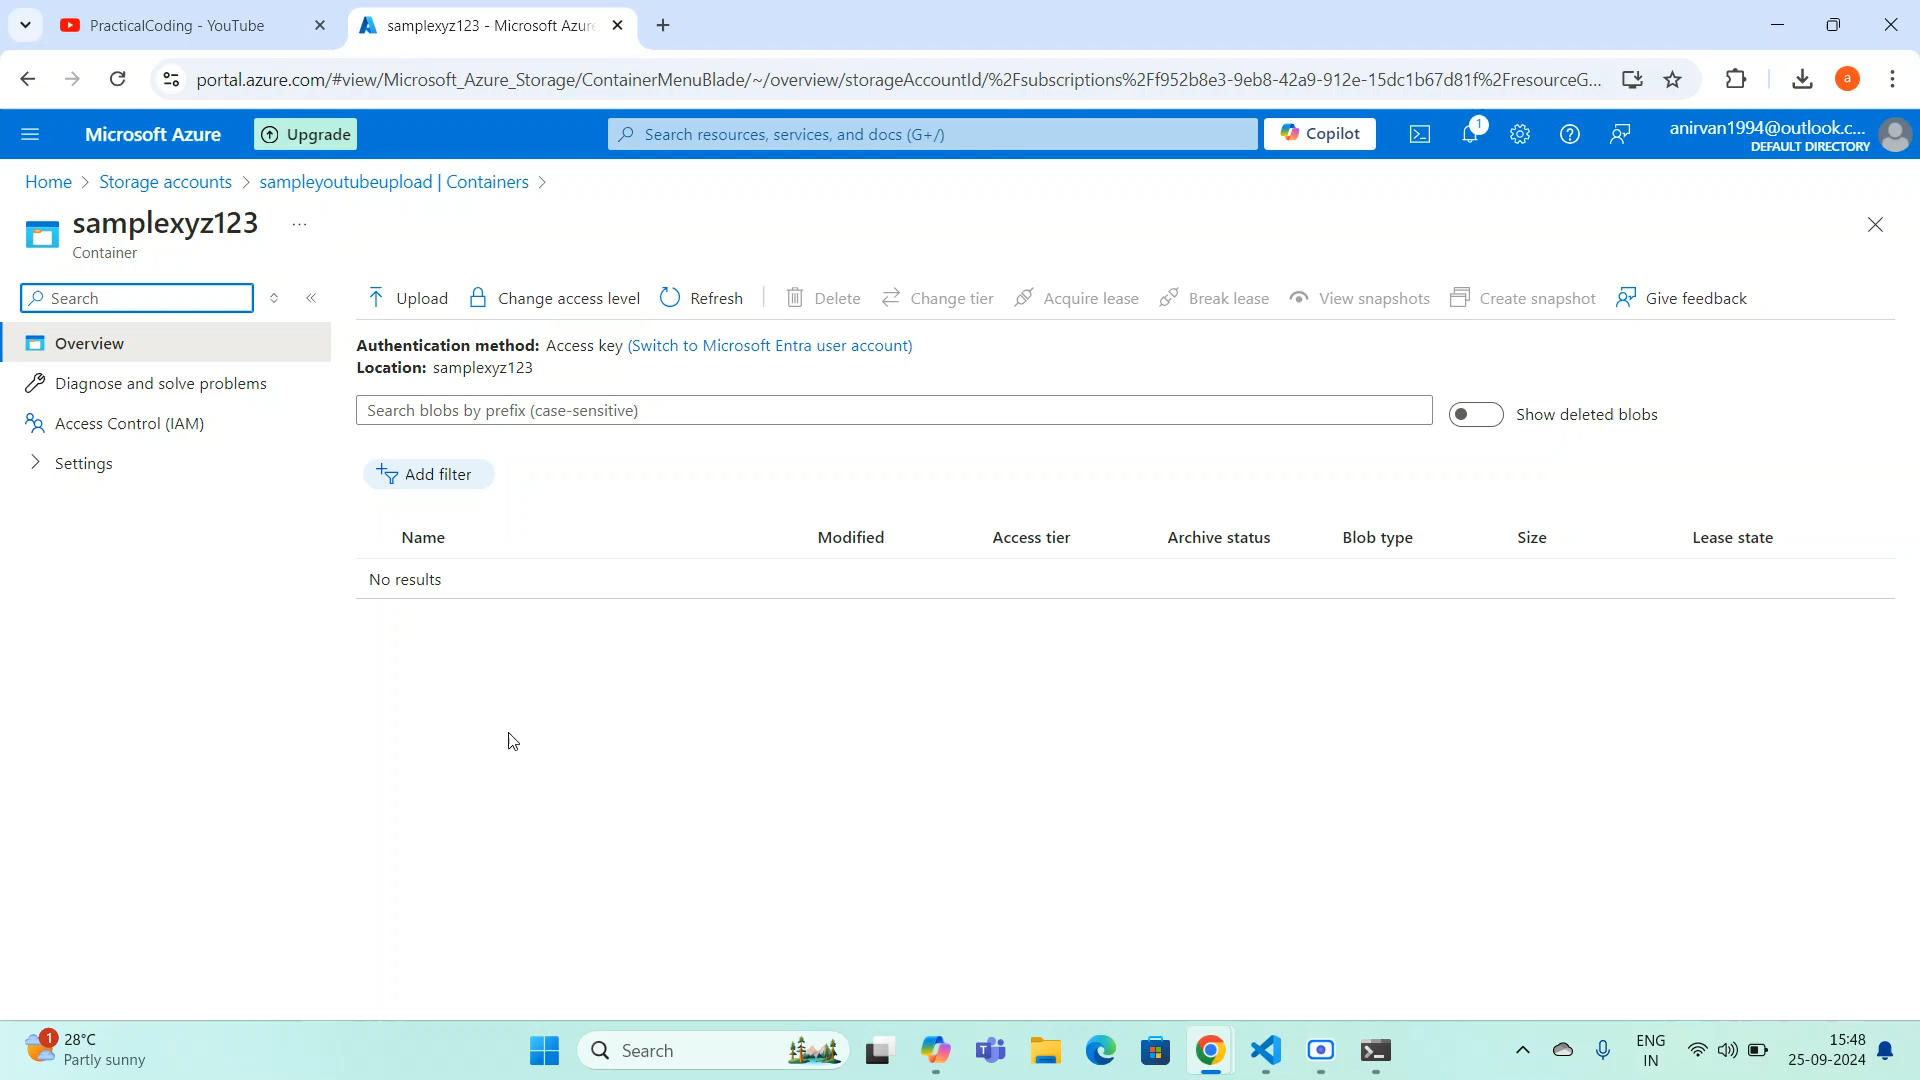 PracticalCoding - YouTube
samplexyz123 - Microsoft Azure
portal.azure.com/#view/Microsoft_Azure_Storage/ContainerMenuBlade/~/overview/storageAccountId/%2Fsubscriptions%2Ff952b8e3-9eb8-42a9-912e-15dc1b67d81f%2FresourceG...
a
Microsoft Azure
Upgrade
Search resources, services, and docs (G+/)
Copilot
1
anirvan1994@outlook.c...
DEFAULT DIRECTORY
Home > Storage accounts > sampleyoutubeupload | Containers >
samplexyz123 ...
Container
Search
Upload
Change access level
Refresh
Delete
Change tier
Acquire lease
Break lease
View snapshots
Create snapshot
Give feedback
Overview
Diagnose and solve problems
Access Control (IAM)
Settings
Authentication method: Access key (Switch to Microsoft Entra user account)
Location: samplexyz123
Search blobs by prefix (case-sensitive)
Show deleted blobs
Add filter
Name Modified Access tier Archive status Blob type Size Lease state
No results
1
28°C
Partly sunny
Search
ENG
IN
15:48
25-09-2024